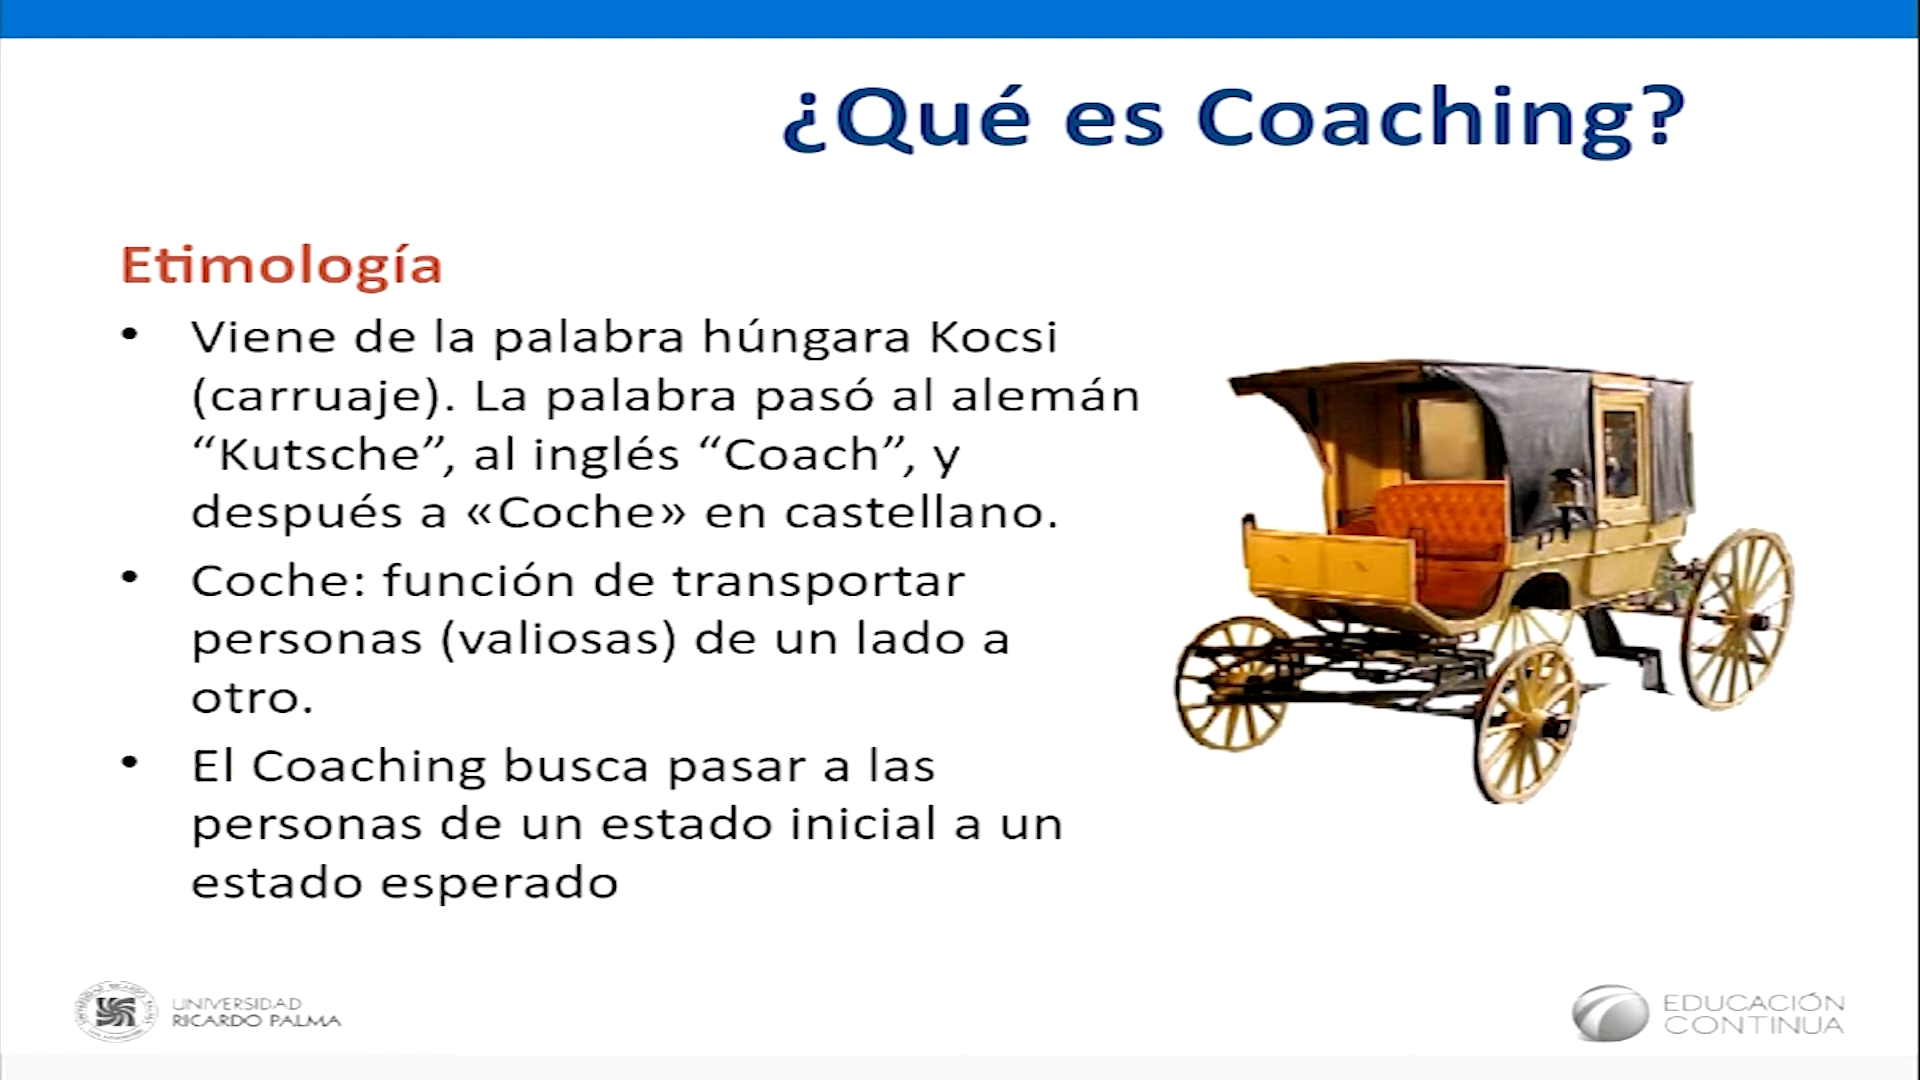 ¿Qué es Coaching?
Etimología
• Viene de la palabra húngara Kocsi
(carruaje). La palabra pasó al alemán
“Kutsche”, al inglés “Coach”, y
después a «Coche» en castellano.
• Coche: función de transportar
personas (valiosas) de un lado a
otro.
• El Coaching busca pasar a las
personas de un estado inicial a un
estado esperado
UNIVERSIDAD
RICARDO PALMA
EDUCACIÓN
CONTINUA